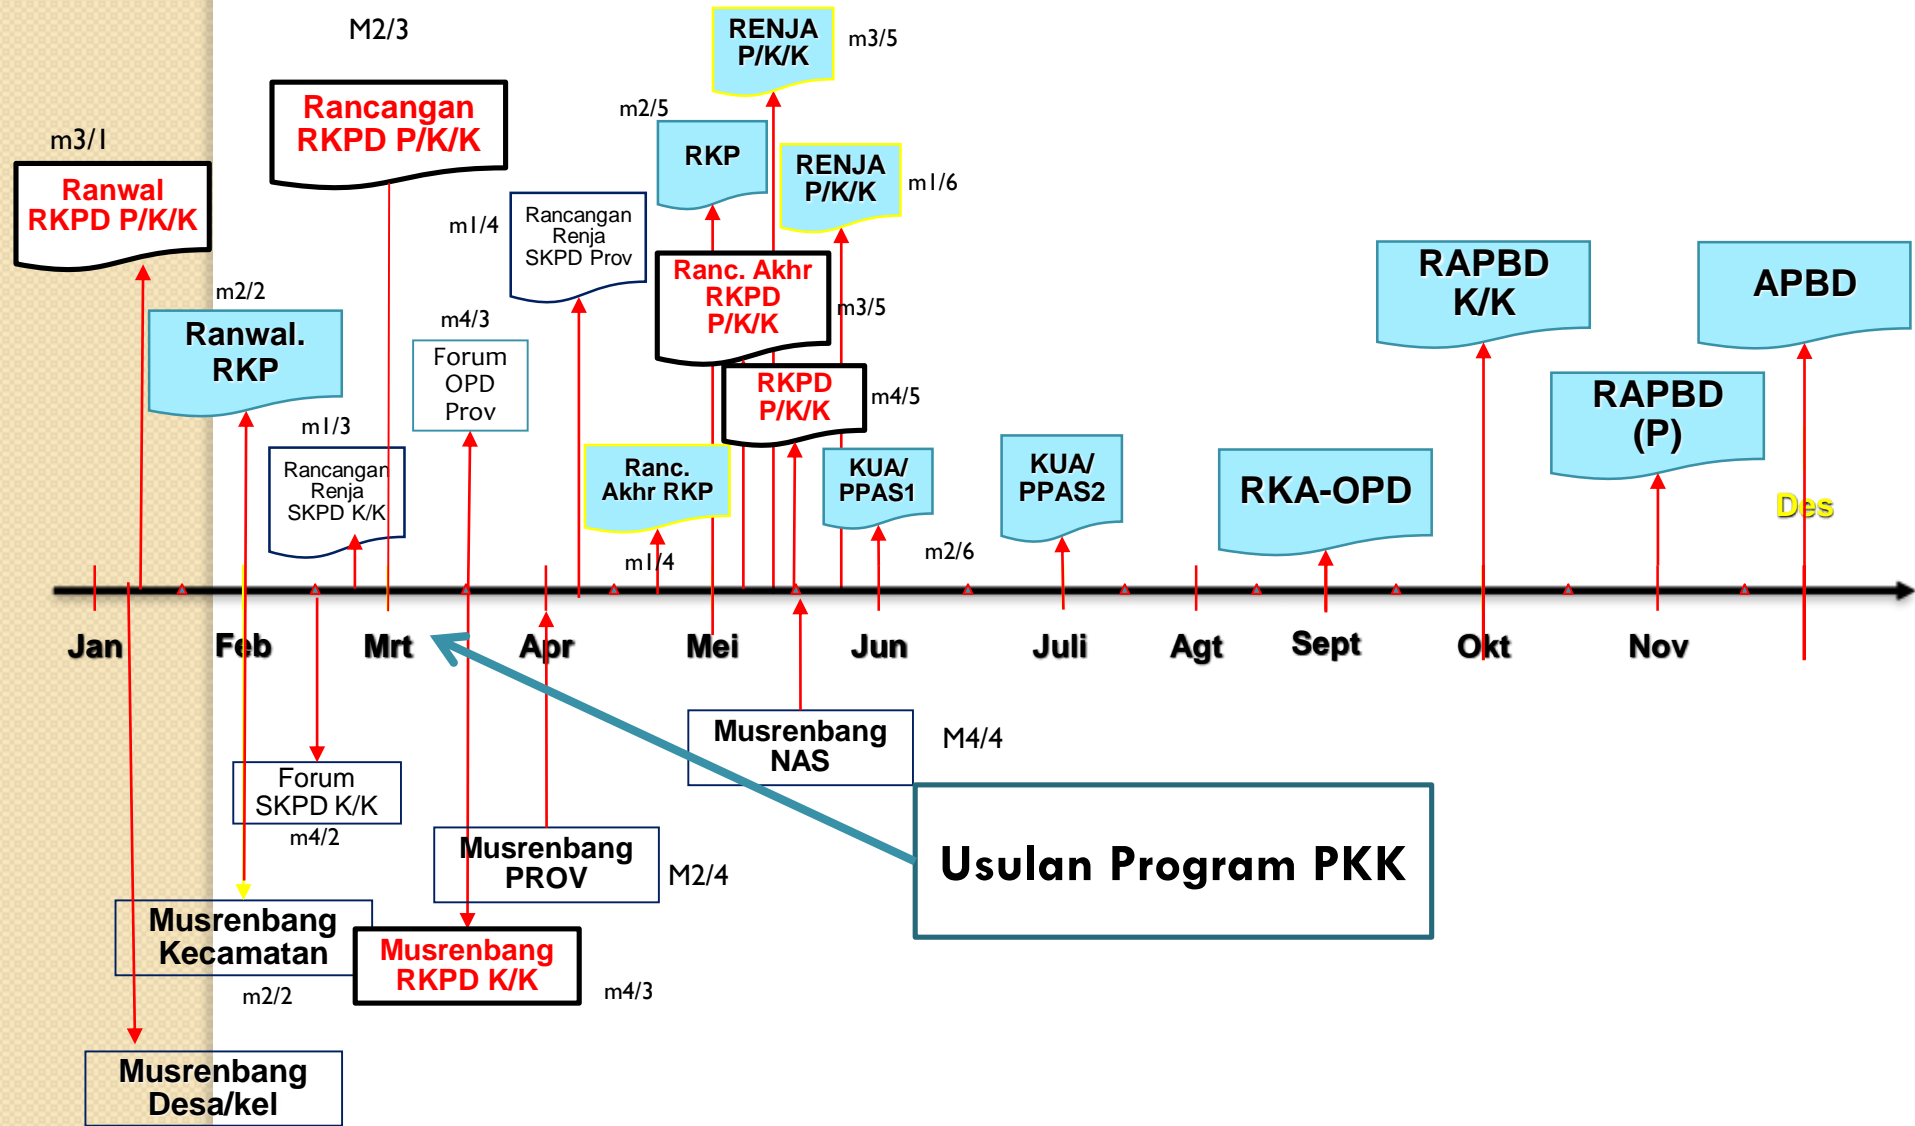 M2/3
RENJA
P/K/K
m3/5
Rancangan
RKPD P/K/K
m2/5
m3/1
RKP
RENJA
P/K/K
m1/6
Ranwal
RKPD P/K/K
m1/4
Rancangan
Renja
SKPD Prov
Ranc. Akhr
RKPD
P/K/K
m3/5
RAPBD
K/K
APBD
m2/2
Ranwal.
RKP
m4/3
Forum
OPD
Prov
RKPD
P/K/K
m4/5
RAPBD
(P)
m1/3
Rancangan
Renja
SKPD K/K
Ranc.
Akhr RKP
m1/4
KUA/
PPAS1
m2/6
KUA/
PPAS2
RKA-OPD
Des
Jan
Feb
Mrt
Apr
Mei
Jun
Juli
Agt
Sept
Okt
Nov
Musrenbang
NAS
M4/4
Forum
SKPD K/K
m4/2
Musrenbang
PROV
M2/4
Usulan Program PKK
Musrenbang
Kecamatan
m2/2
Musrenbang
RKPD K/K
m4/3
Musrenbang
Desa/kel